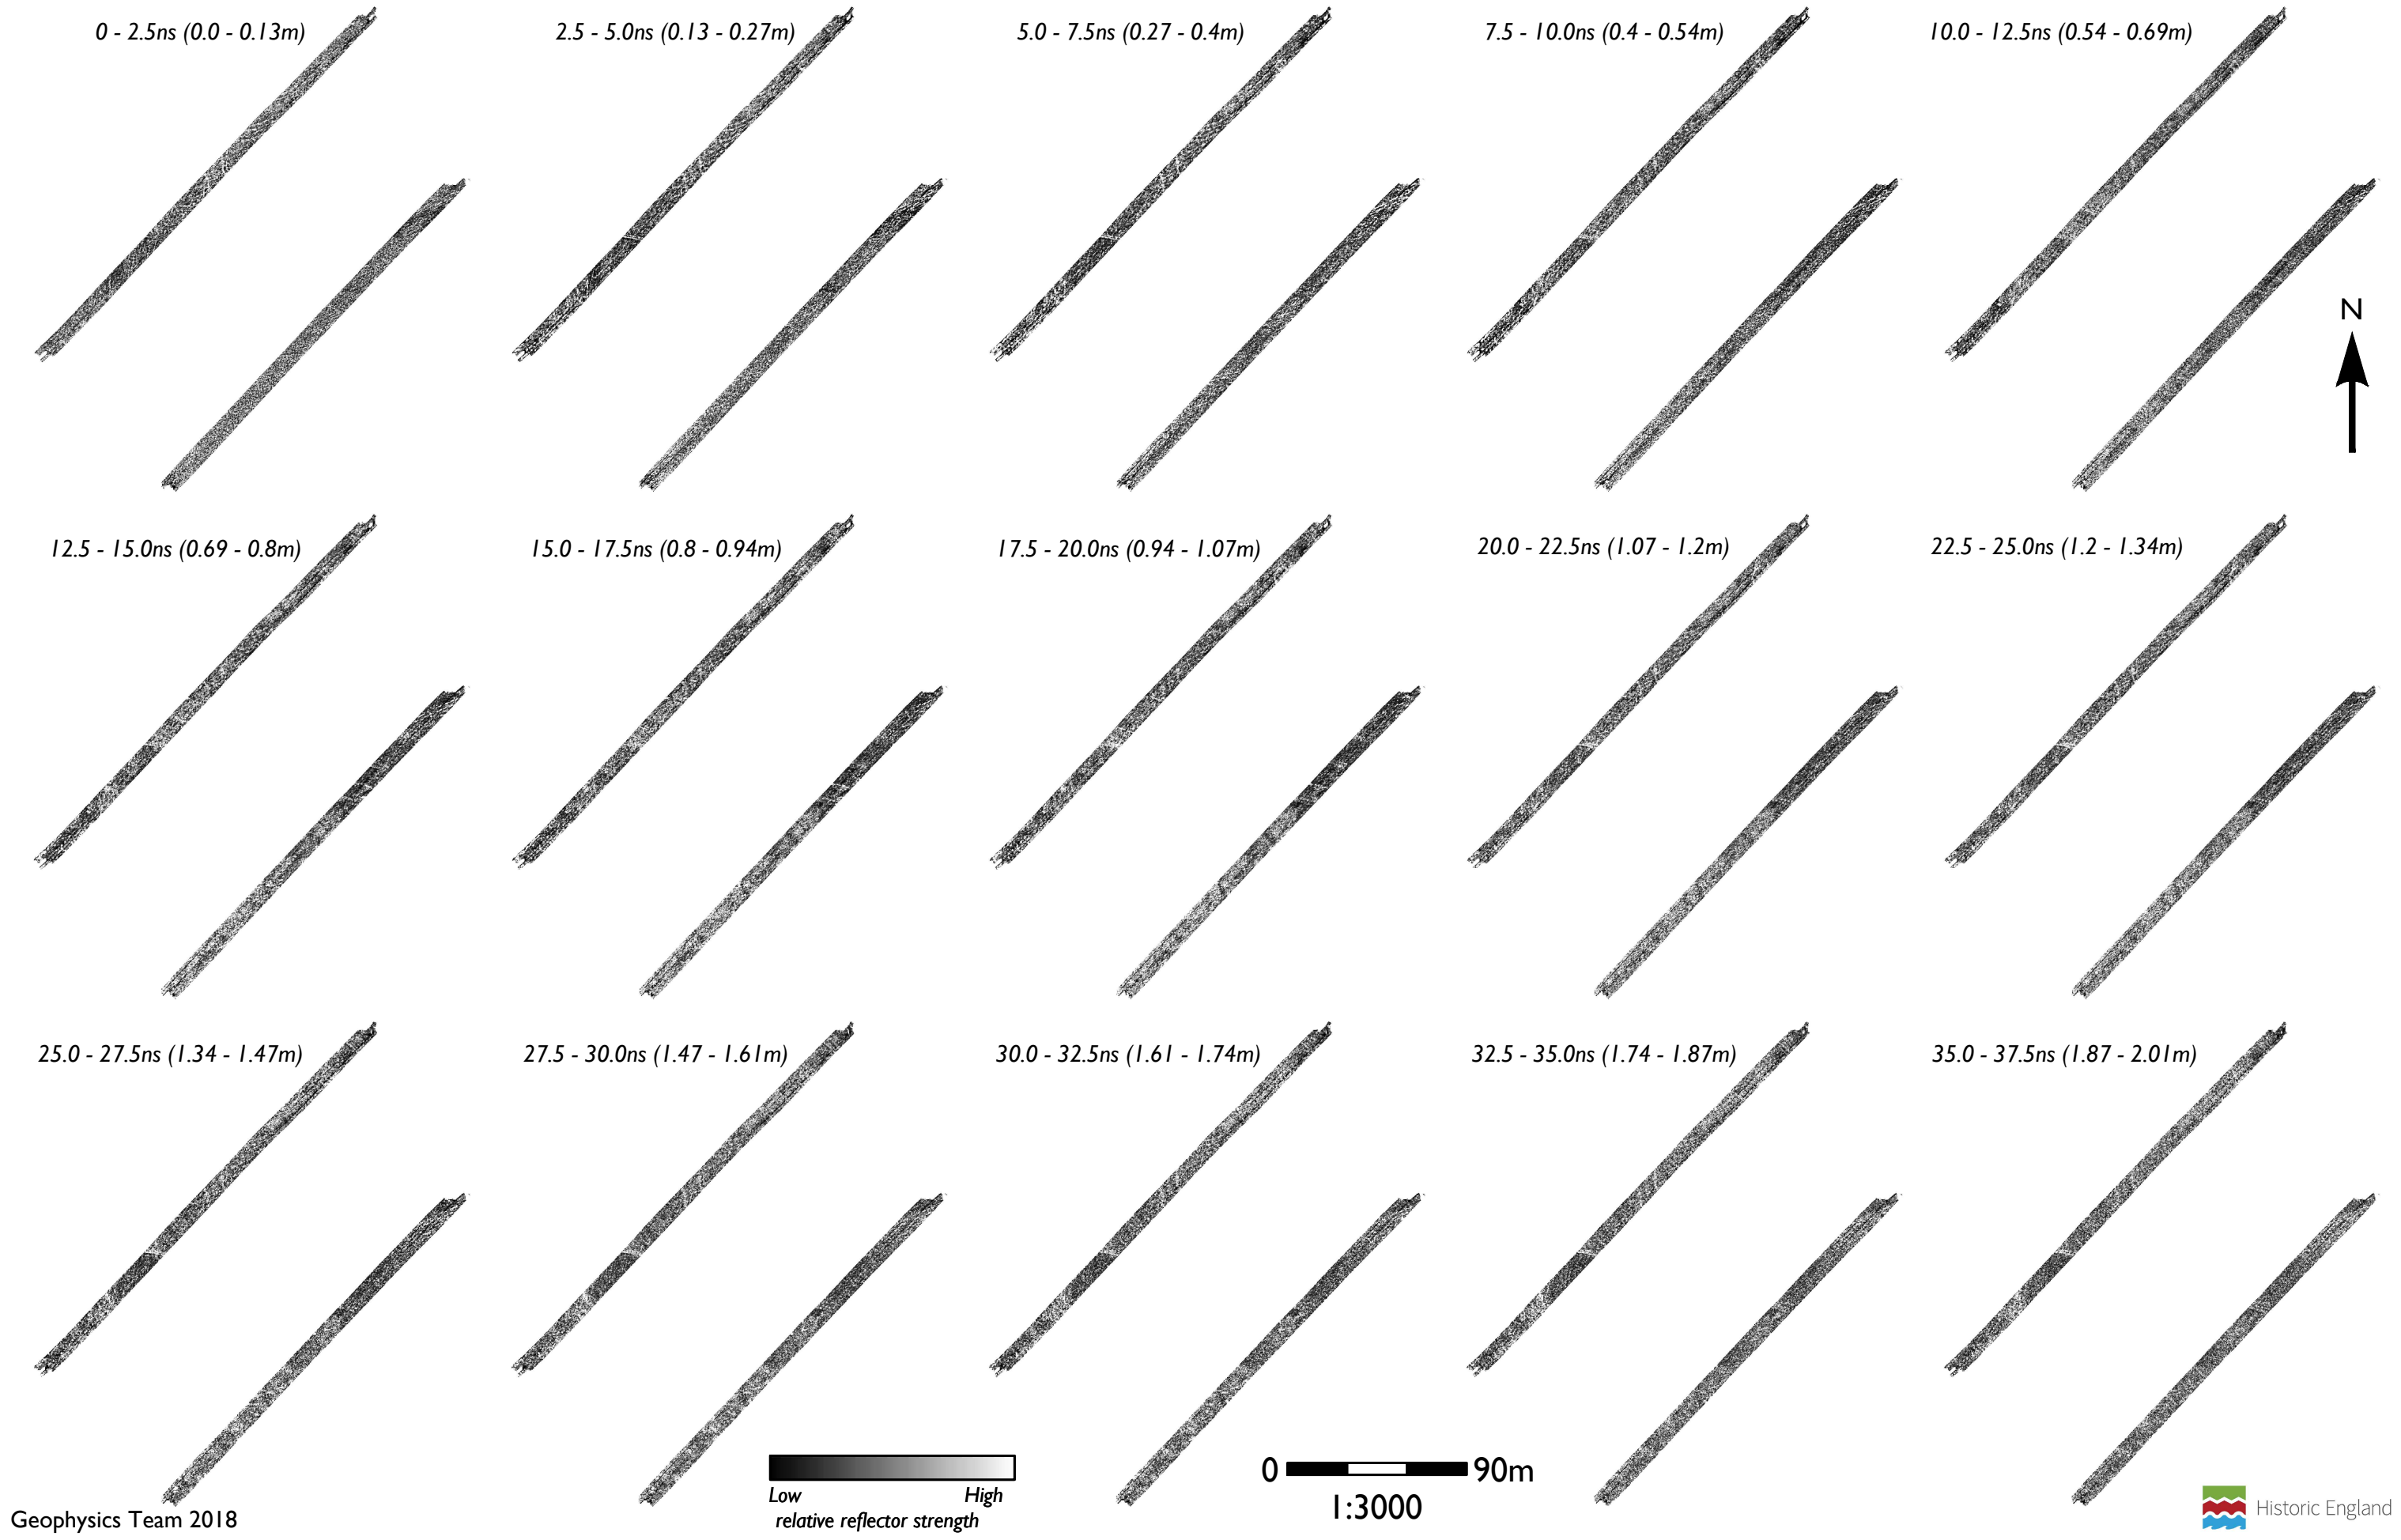 0 - 2.5ns (0.0 - 0.13m)
2.5 - 5.0ns (0.13 - 0.27m)
5.0 - 7.5ns (0.27 - 0.4m)
7.5 - 10.0ns (0.4 - 0.54m)
10.0 - 12.5ns (0.54 - 0.69m)
N
12.5 - 15.0ns (0.69 - 0.8m)
15.0 - 17.5ns (0.8 - 0.94m)
17.5 - 20.0ns (0.94 - 1.07m)
20.0 - 22.5ns (1.07 - 1.2m)
22.5 - 25.0ns (1.2 - 1.34m)
25.0 - 27.5ns (1.34 - 1.47m)
27.5 - 30.0ns (1.47 - 1.61m)
30.0 - 32.5ns (1.61 - 1.74m)
32.5 - 35.0ns (1.74 - 1.87m)
35.0 - 37.5ns (1.87 - 2.01m)
Low High
relative reflector strength
0 90m
1:3000
Geophysics Team 2018
Historic England